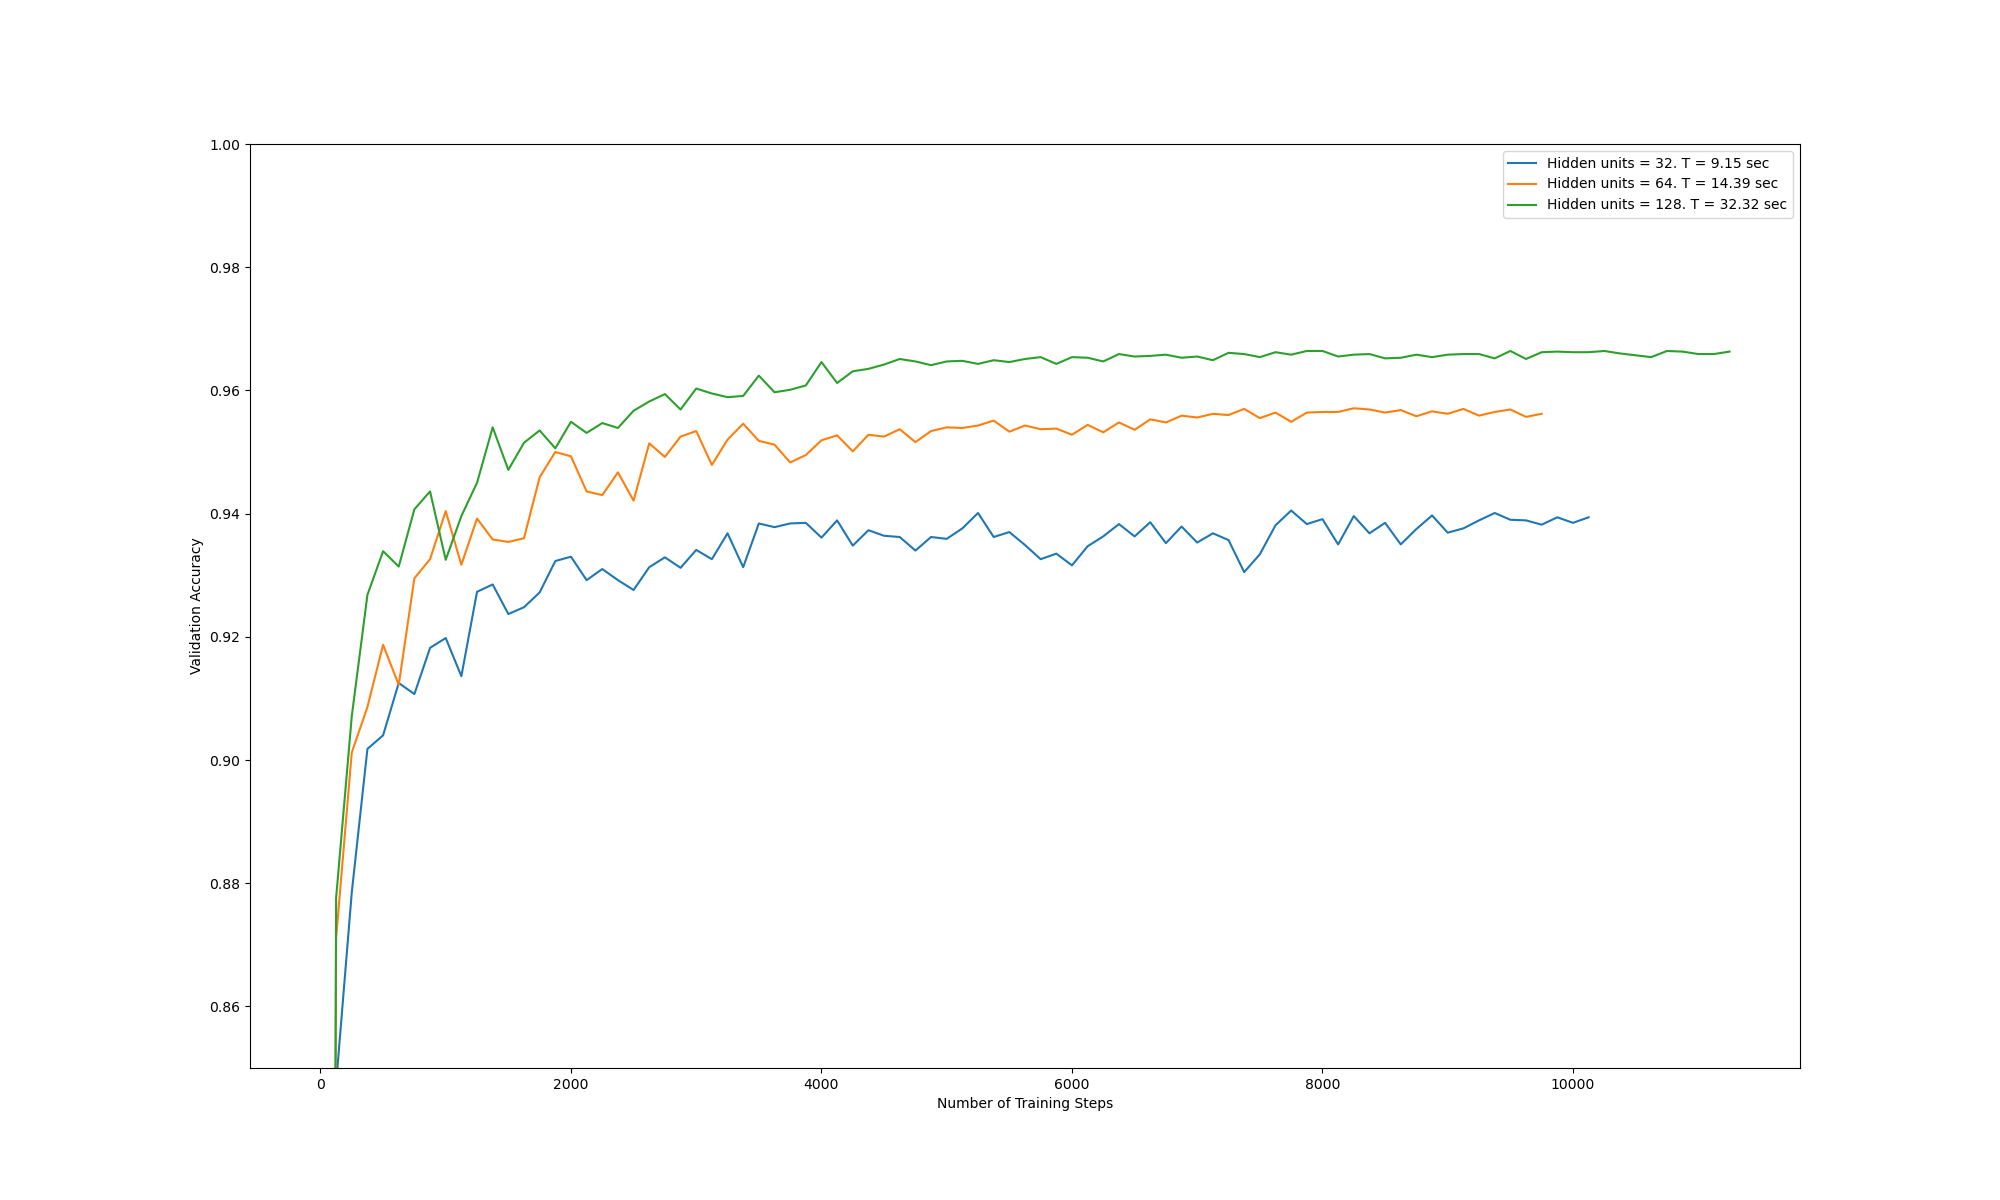 1.00
0.98
0.96
0.94
0.92
0.90
0.88
0.86
Validation Accuracy
Hidden units = 32. T = 9.15 sec
Hidden units = 64. T = 14.39 sec
Hidden units = 128. T = 32.32 sec
0 2000 4000 6000 8000 10000
Number of Training Steps